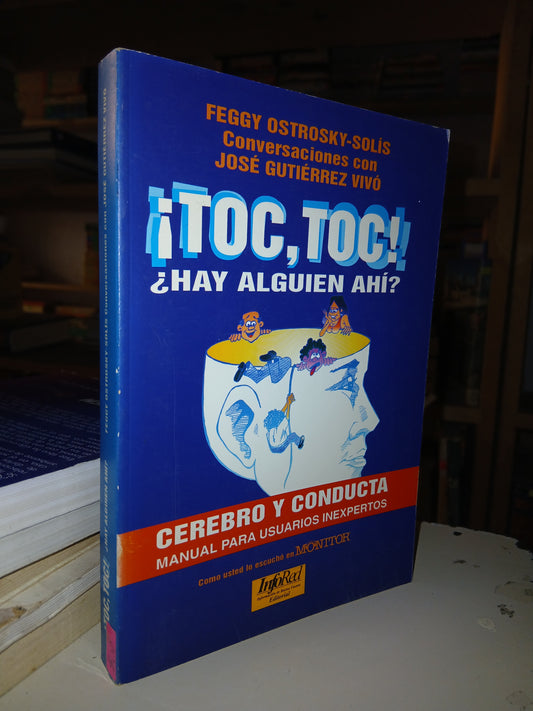 FEGGY OSTROSKY-SOLÍS
Conversaciones con
JOSÉ GUTIÉRREZ VIVÓ
¡TOC, TOC!
¿HAY ALGUIEN AHÍ?
CEREBRO Y CONDUCTA
MANUAL PARA USUARIOS INEXPERTOS
Como usted lo escuchó en MONITOR
InfoRed
Editorial
TOC, TOC! ¿HAY ALGUIEN AHÍ? FEGGY OSTROSKY-SOLÍS Conversaciones con JOSÉ GUTIÉRREZ VIVÓ